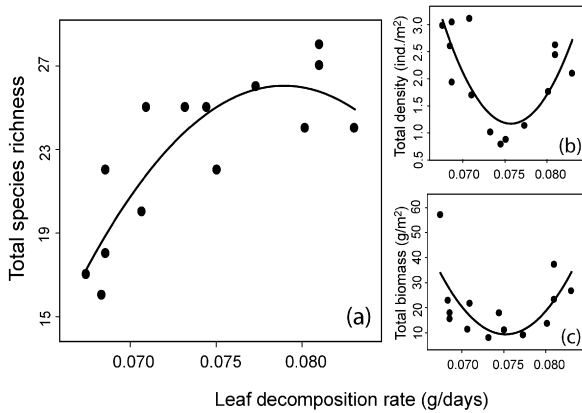 Total species richness
27
23
19
15
0.070 0.075 0.080
(a)
Total density (ind./m²)
3.0
2.5
2.0
1.5
1.0
0.5
0.070 0.075 0.080
(b)
Total biomass (g/m²)
60
50
40
30
20
10
0.070 0.075 0.080
(c)
Leaf decomposition rate (g/days)